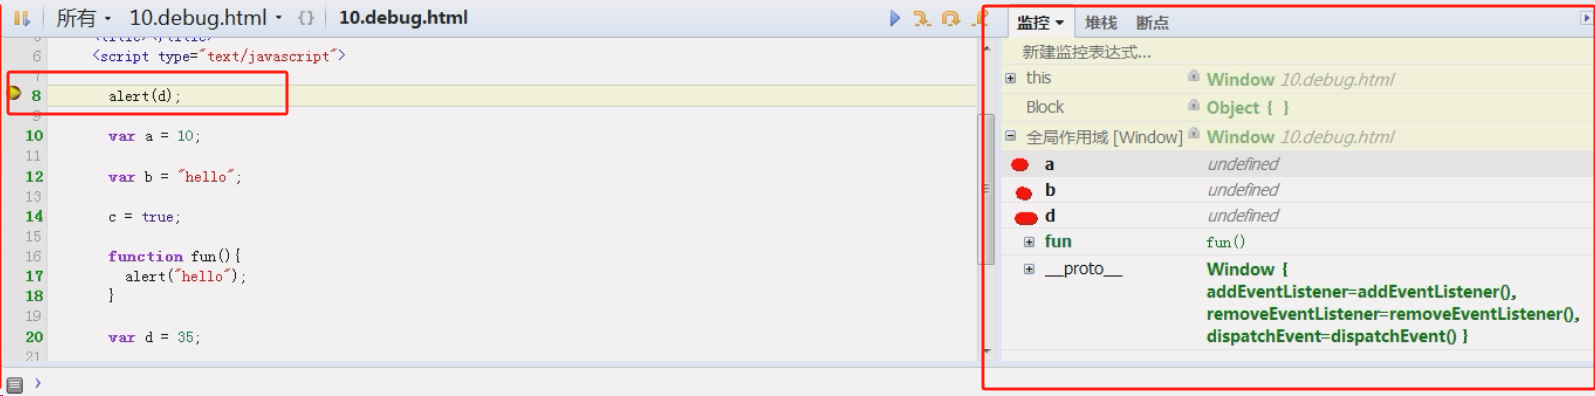 所有 10.debug.html {} 10.debug.html
6 <script type="text/javascript">
7
8 alert(d);
9
10 var a = 10;
11
12 var b = "hello";
13
14 c = true;
15
16 function fun(){
17 alert("hello");
18 }
19
20 var d = 35;
21
监控 堆栈 断点
新建监控表达式...
this Window 10.debug.html
Block Object { }
全局作用域 [Window] Window 10.debug.html
a undefined
b undefined
d undefined
fun fun()
__proto__ Window {
addEventListener=addEventListener(),
removeEventListener=removeEventListener(),
dispatchEvent=dispatchEvent() }